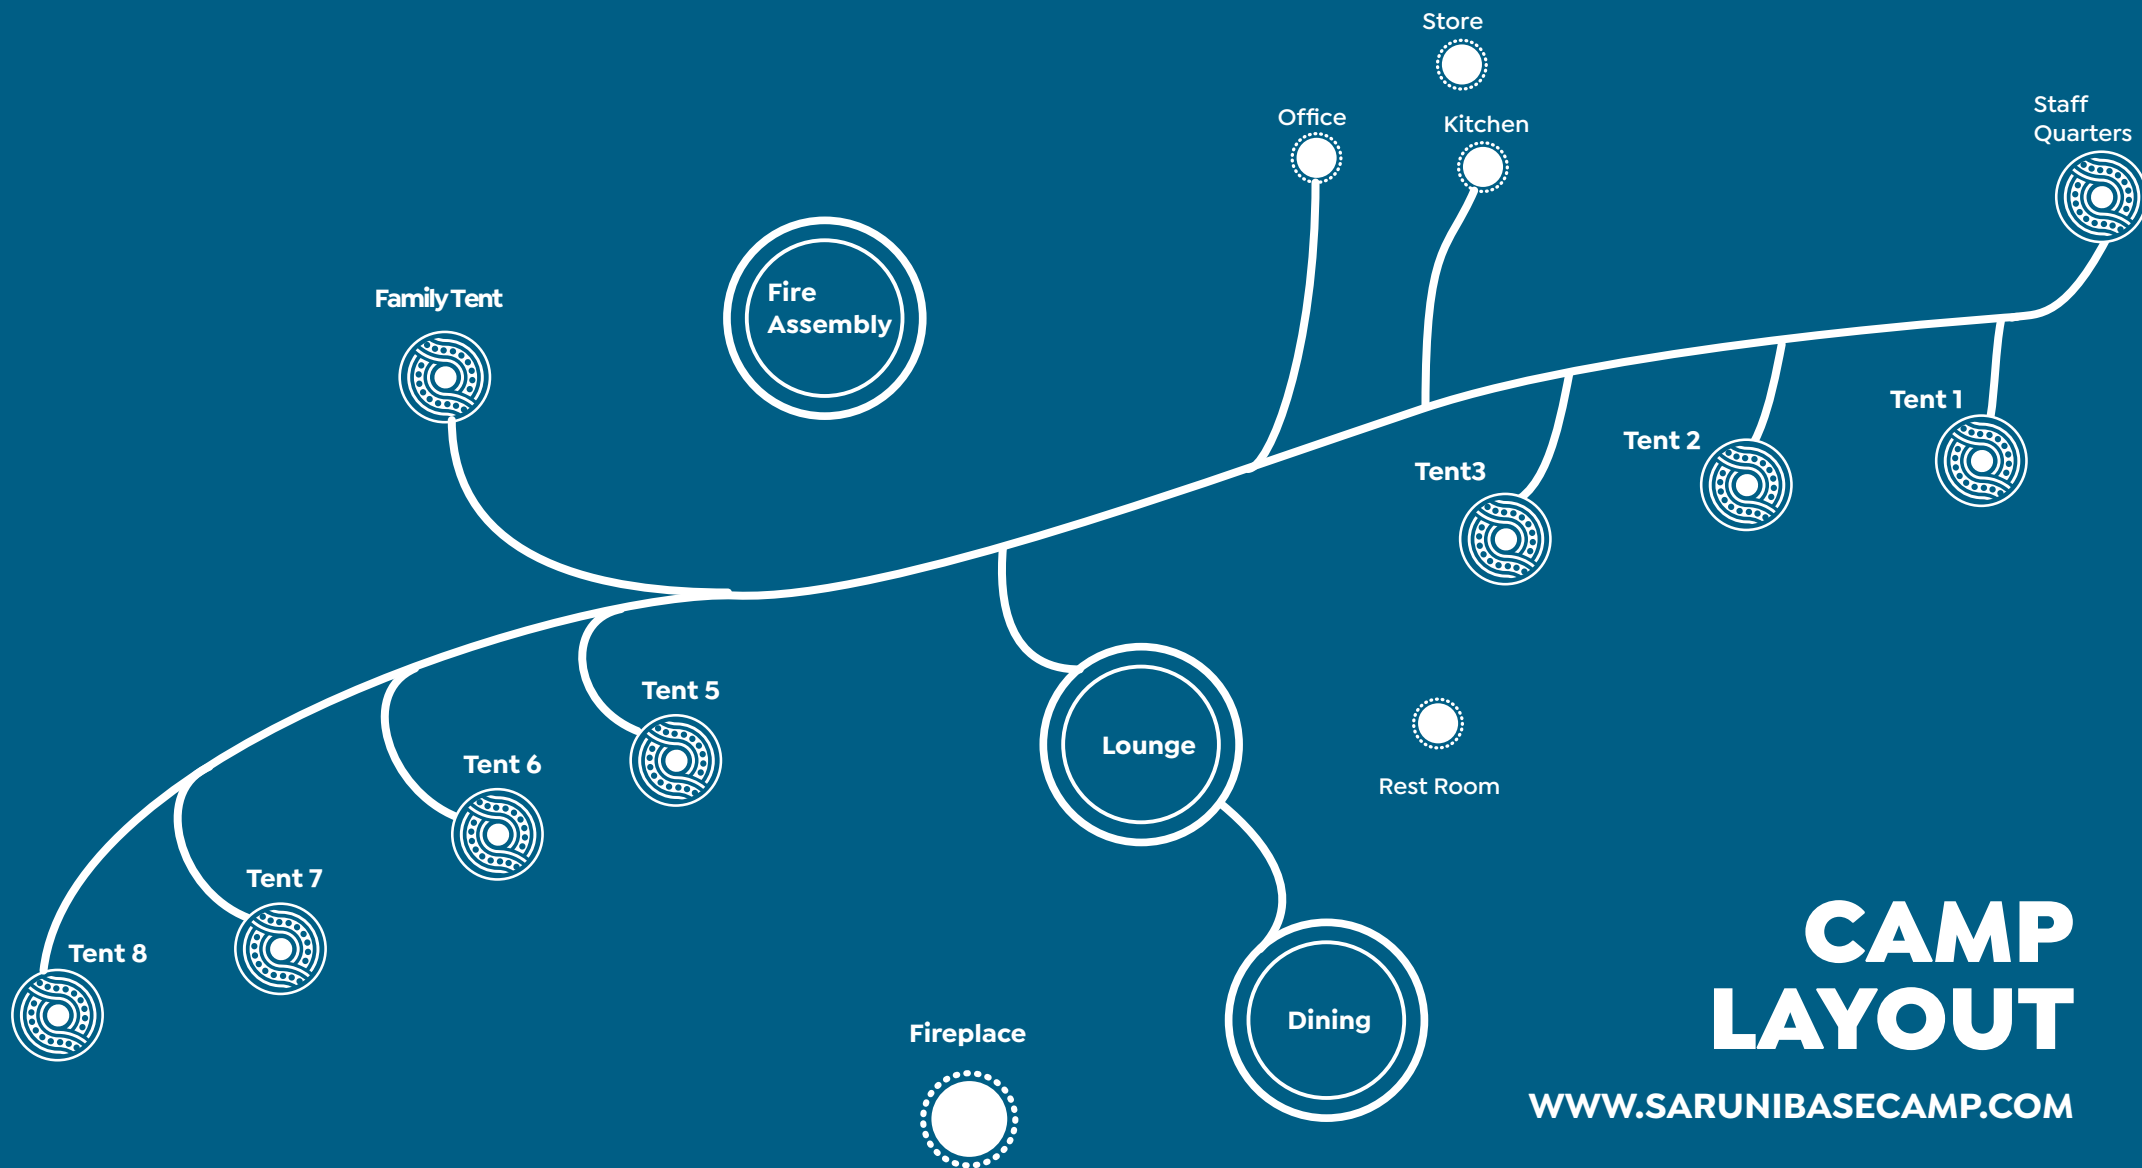 Store
Office
Kitchen
Staff
Quarters
Family Tent
Fire
Assembly
Tent 1
Tent 2
Tent3
Tent 5
Lounge
Tent 6
Rest Room
Tent 7
Tent 8
Dining
Fireplace
CAMP
LAYOUT
WWW.SARUNIBASECAMP.COM